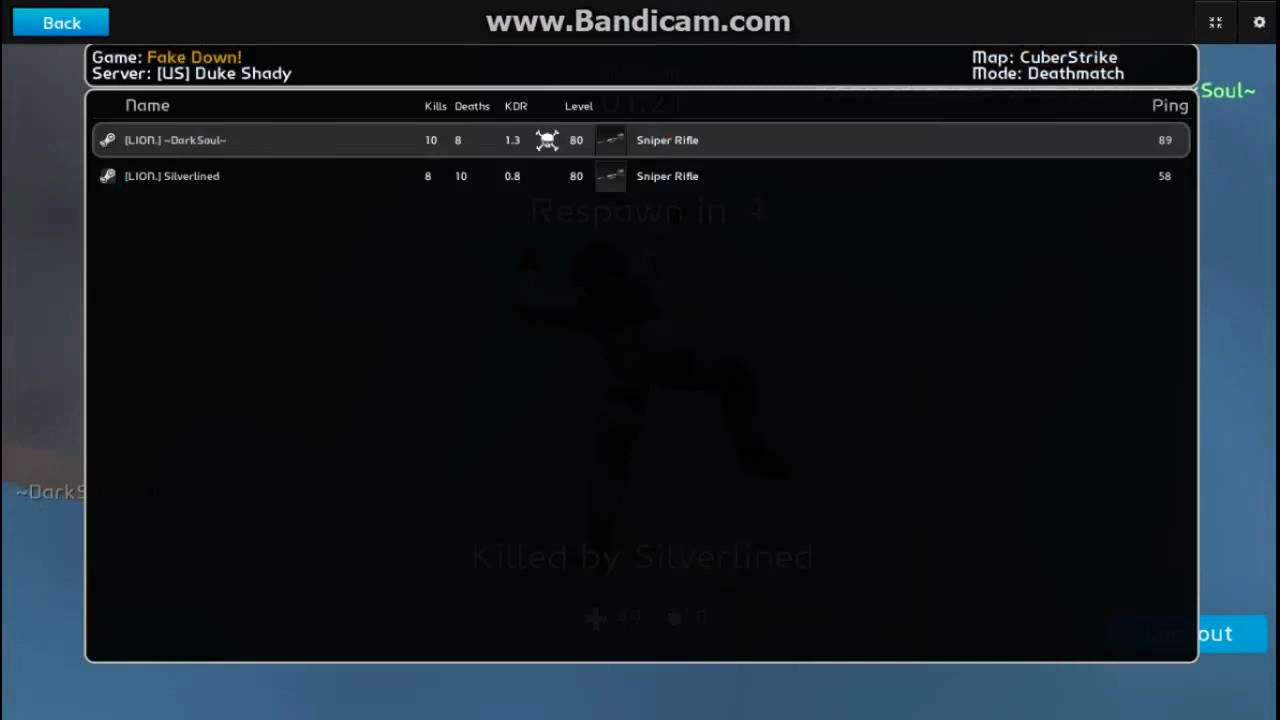 Back
www.Bandicam.com
Game: Fake Down!
Server: [US] Duke Shady
Map: CuberStrike
Mode: Deathmatch
Soul~
Name Kills Deaths KDR Level Ping
[LION.] ~DarkSoul~ 10 8 1.3 80 Sniper Rifle 89
[LION.] Silverlined 8 10 0.8 80 Sniper Rifle 58
Respawn in 4
~DarkS
Killed by Silverlined
out